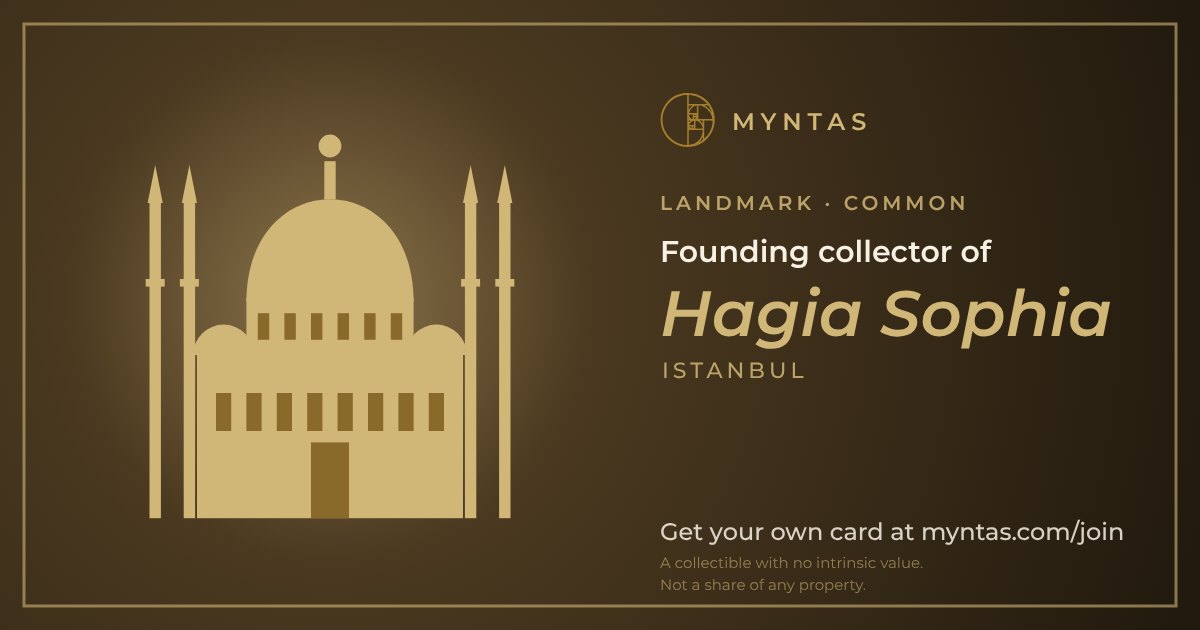 MYNTAS
LANDMARK · COMMON
Founding collector of
Hagia Sophia
ISTANBUL
Get your own card at myntas.com/join
A collectible with no intrinsic value.
Not a share of any property.